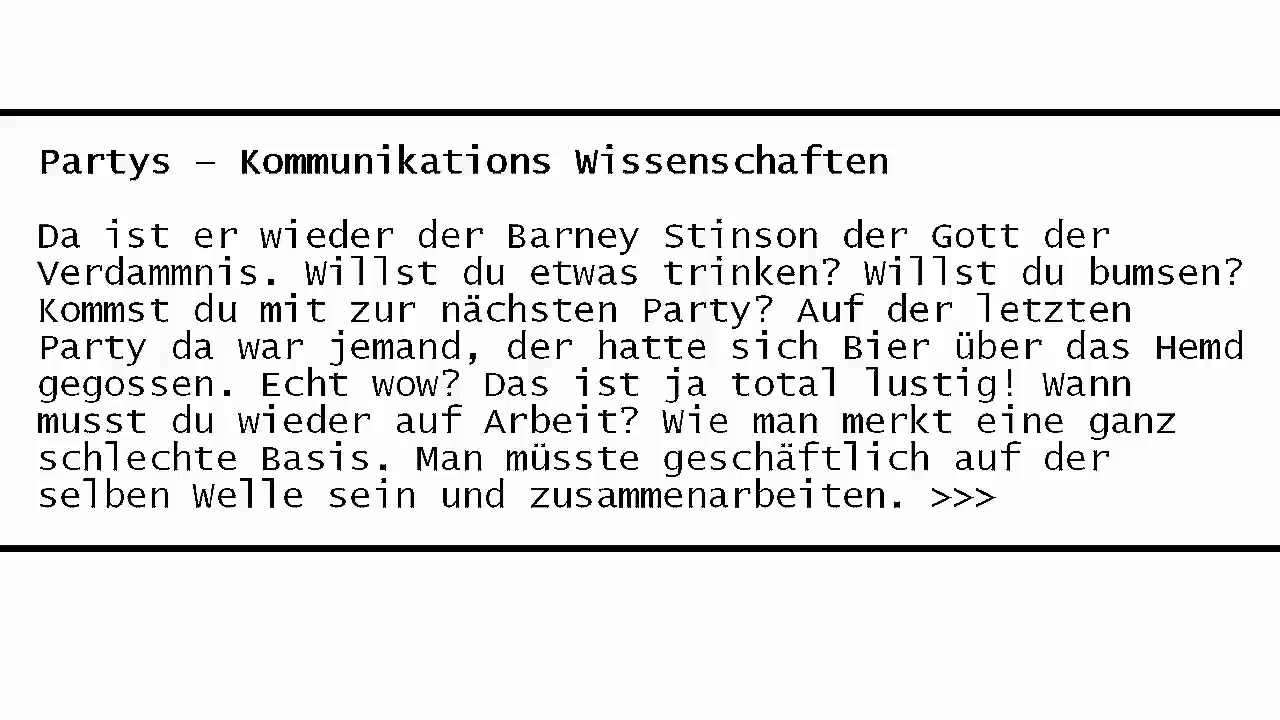 Partys – Kommunikations Wissenschaften
Da ist er wieder der Barney Stinson der Gott der
Verdammnis. Willst du etwas trinken? Willst du bumsen?
Kommst du mit zur nächsten Party? Auf der letzten
Party da war jemand, der hatte sich Bier über das Hemd
gegossen. Echt wow? Das ist ja total lustig! Wann
musst du wieder auf Arbeit? Wie man merkt eine ganz
schlechte Basis. Man müsste geschäftlich auf der
selben Welle sein und zusammenarbeiten. >>>